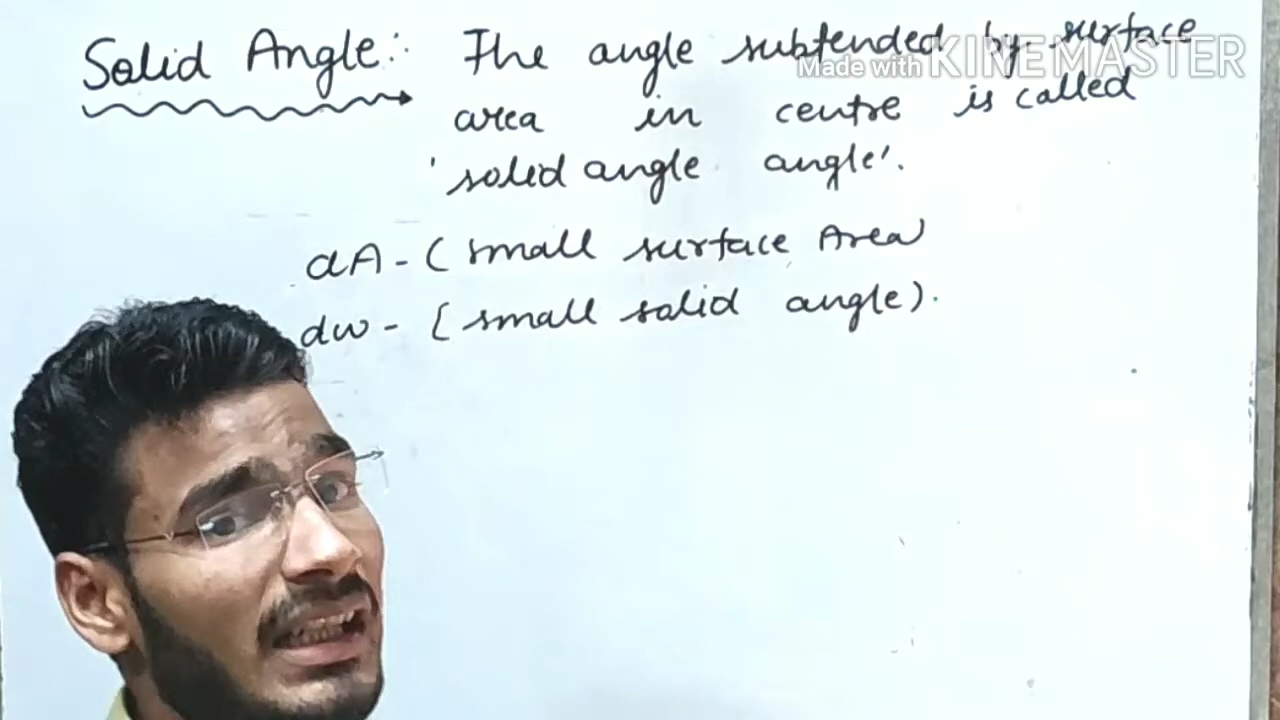 Solid Angle:- The angle subtended by surface
Made with KINEMASTER
area in centre is called
'solid angle angle'.
dA - ( small surface Area
dw - ( small solid angle).